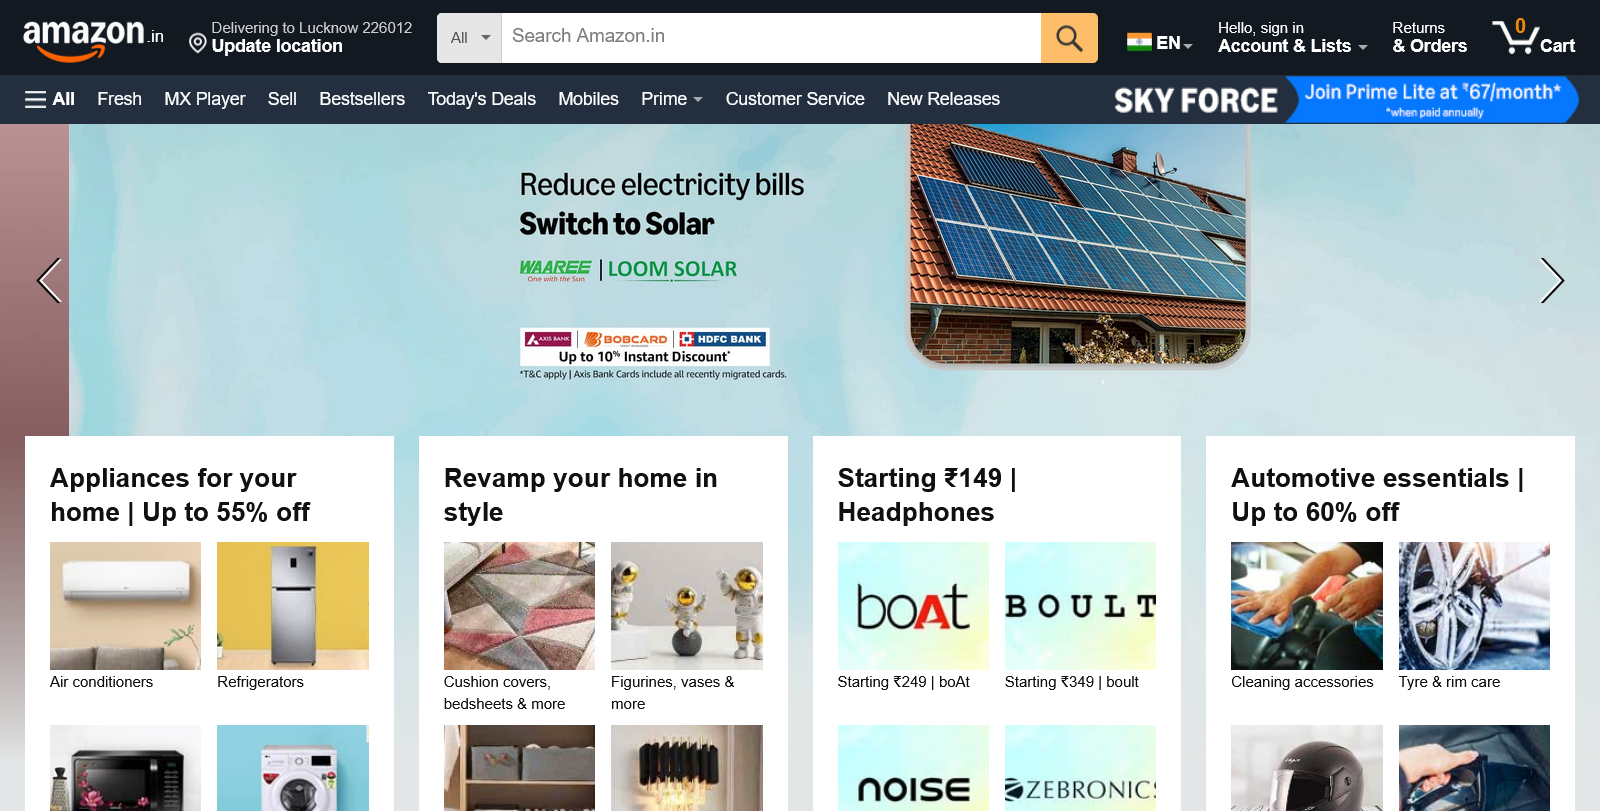 amazon.in
Delivering to Lucknow 226012
Update location
All
Search Amazon.in
EN
Hello, sign in
Account & Lists
Returns
& Orders
0
Cart
All
Fresh
MX Player
Sell
Bestsellers
Today's Deals
Mobiles
Prime
Customer Service
New Releases
SKY FORCE
Join Prime Lite at ₹67/month*
*when paid annually
Reduce electricity bills
Switch to Solar
WAAREE
One with the Sun
LOOM SOLAR
AXIS BANK
BOBCARD
HDFC BANK
Up to 10% Instant Discount*
*T&C apply | Axis Bank Cards include all recently migrated cards.
Appliances for your
home | Up to 55% off
Air conditioners
Refrigerators
Revamp your home in
style
Cushion covers,
bedsheets & more
Figurines, vases &
more
Starting ₹149 |
Headphones
boAt
BOULT
Starting ₹249 | boAt
Starting ₹349 | boult
noise
ZEBRONICS
Automotive essentials |
Up to 60% off
Cleaning accessories
Tyre & rim care